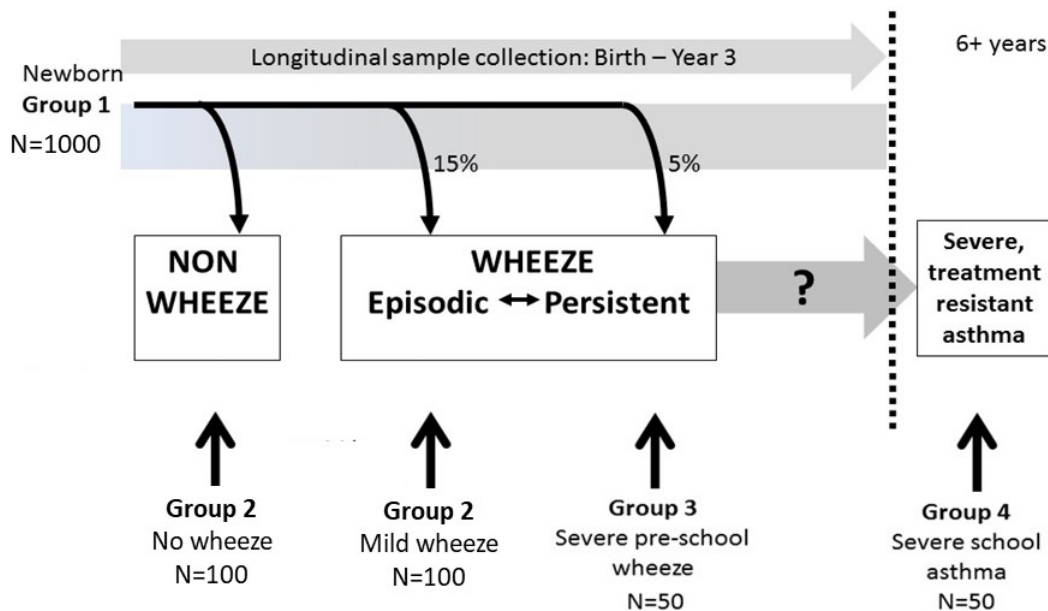 Longitudinal sample collection: Birth – Year 3
6+ years
Newborn
Group 1
N=1000
15%
5%
NON
WHEEZE
WHEEZE
Episodic ↔ Persistent
?
Severe,
treatment
resistant
asthma
Group 2
No wheeze
N=100
Group 2
Mild wheeze
N=100
Group 3
Severe pre-school
wheeze
N=50
Group 4
Severe school
asthma
N=50